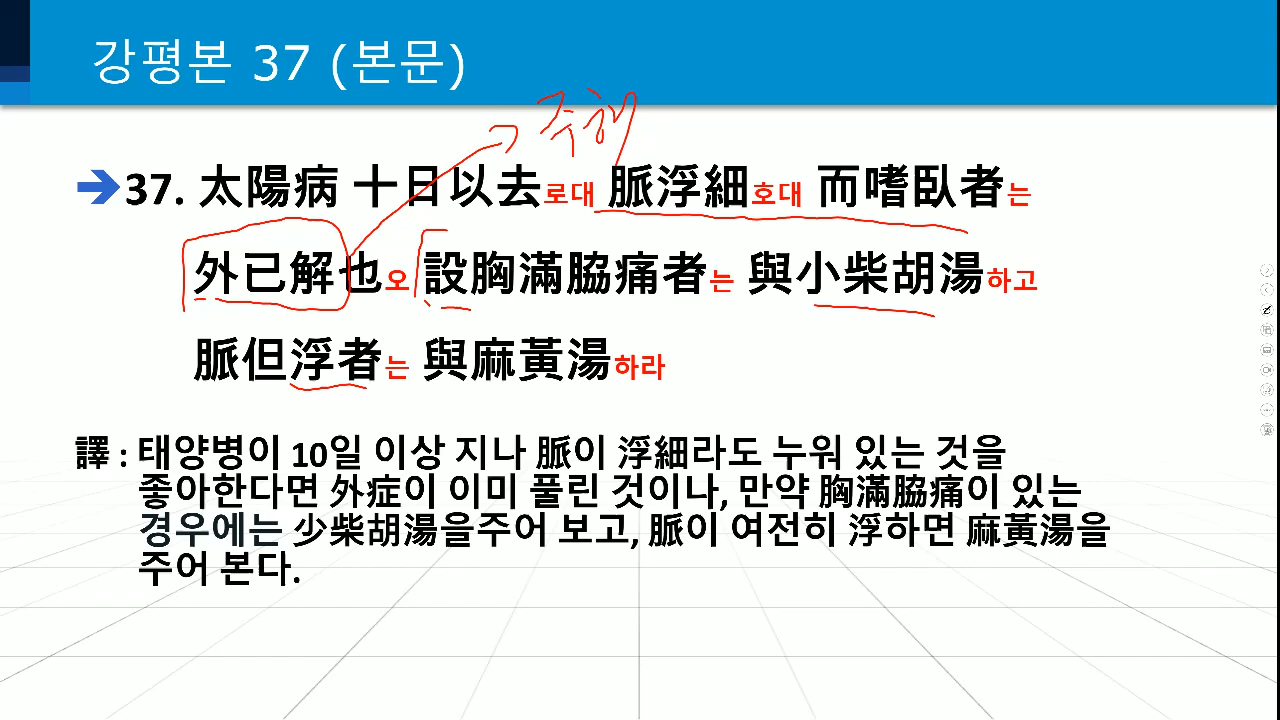 강평본 37 (본문)
주해
37. 太陽病 十日以去로대 脈浮細호대 而嗜臥者는
外已解也오 設胸滿脇痛者는 與小柴胡湯하고
脈但浮者는 與麻黃湯하라
譯 : 태양병이 10일 이상 지나 脈이 浮細라도 누워 있는 것을
좋아한다면 外症이 이미 풀린 것이나, 만약 胸滿脇痛이 있는
경우에는 少柴胡湯을주어 보고, 脈이 여전히 浮하면 麻黃湯을
주어 본다.